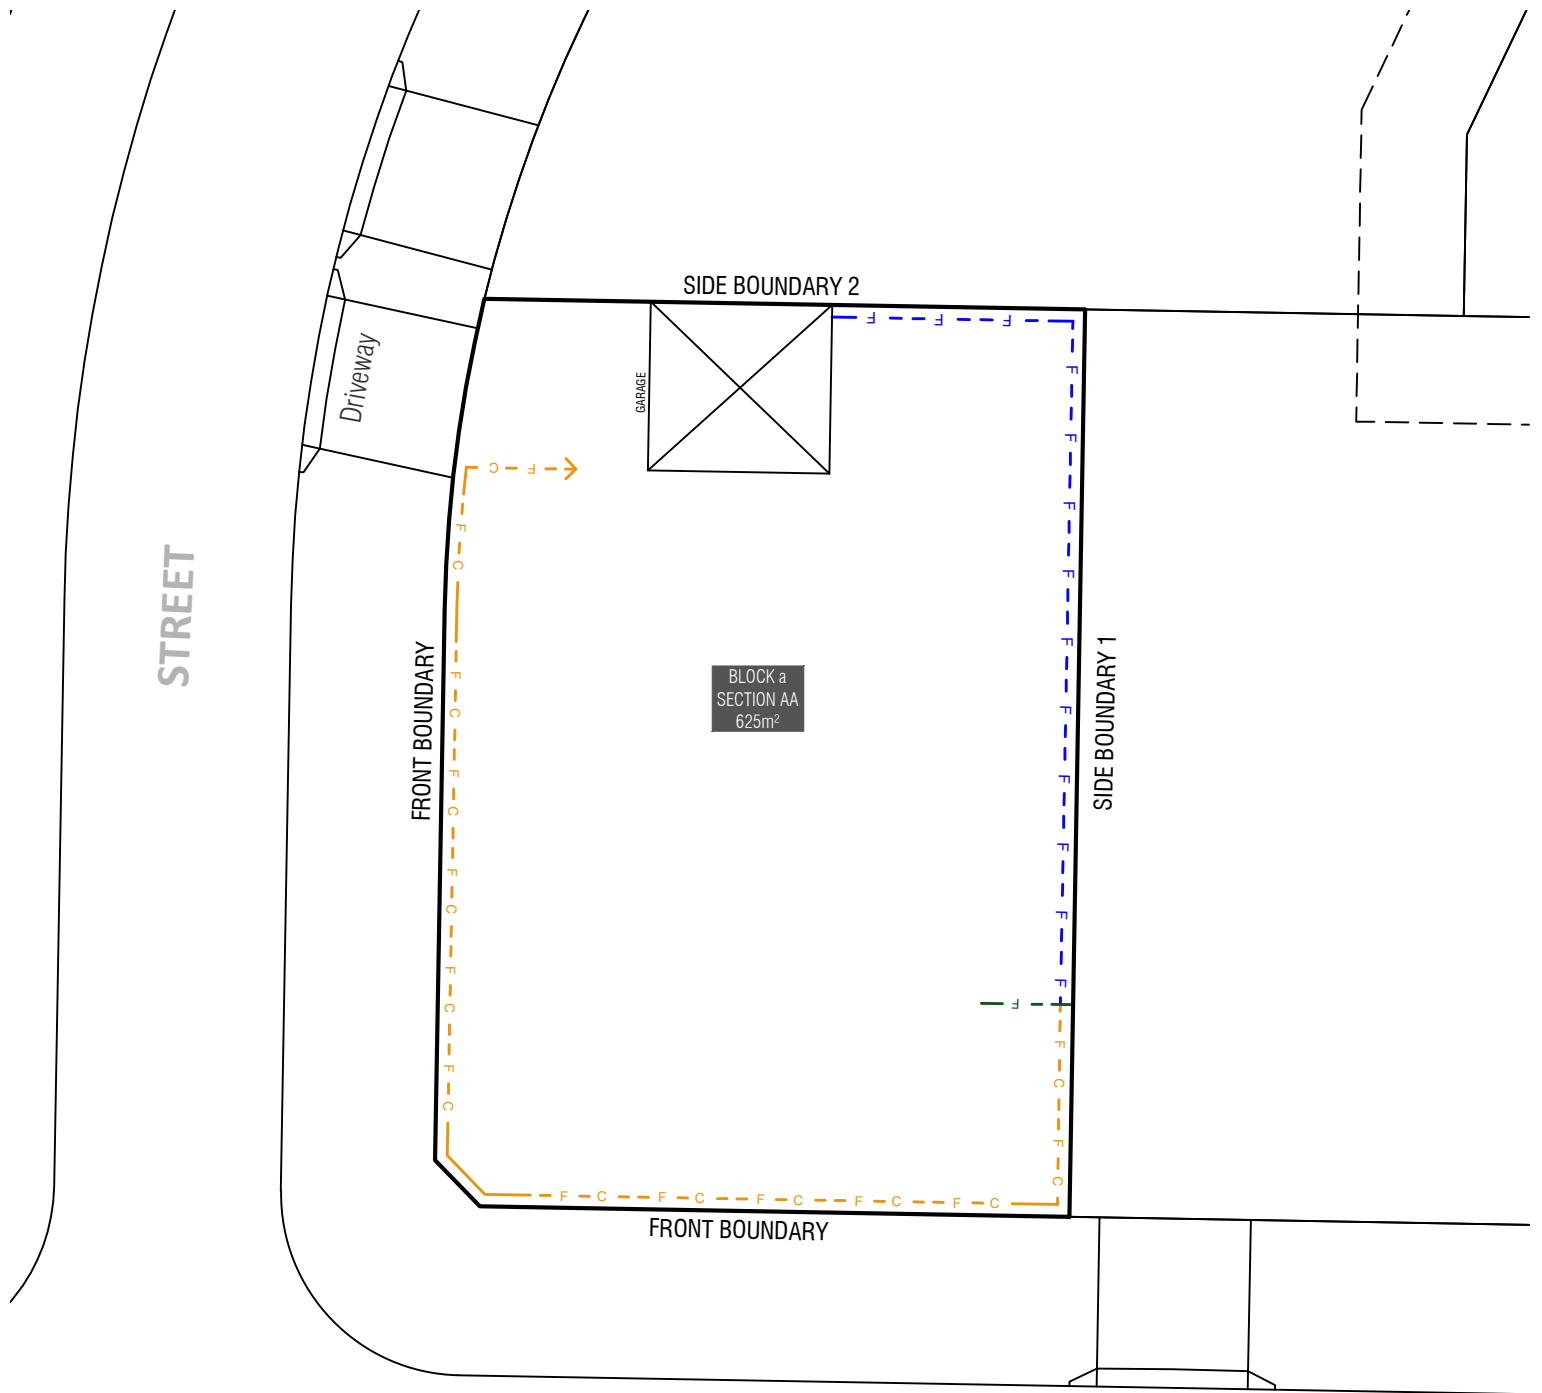 SIDE BOUNDARY 2
F F F
Driveway
GARAGE
C F
F C
STREET
FRONT BOUNDARY
F C F C F C F C F C
BLOCK a
SECTION AA
625m²
F F F F F F F F F F
SIDE BOUNDARY 1
F
F C F C
F C F C F C F C F C
FRONT BOUNDARY